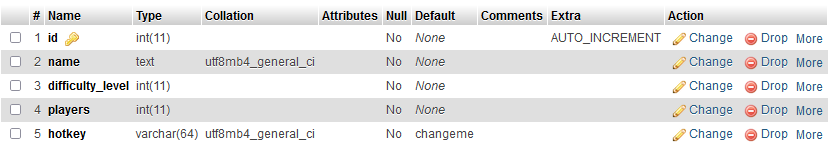 # Name Type Collation Attributes Null Default Comments Extra Action
1 id int(11) No None AUTO_INCREMENT Change Drop More
2 name text utf8mb4_general_ci No None Change Drop More
3 difficulty_level int(11) No None Change Drop More
4 players int(11) No None Change Drop More
5 hotkey varchar(64) utf8mb4_general_ci No changeme Change Drop More